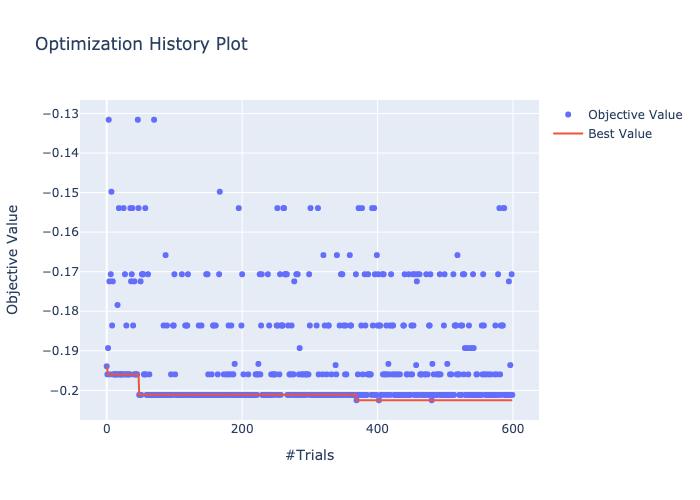 Optimization History Plot
Objective Value
Best Value
−0.13
−0.14
−0.15
−0.16
−0.17
−0.18
−0.19
−0.2
Objective Value
0
200
400
600
#Trials